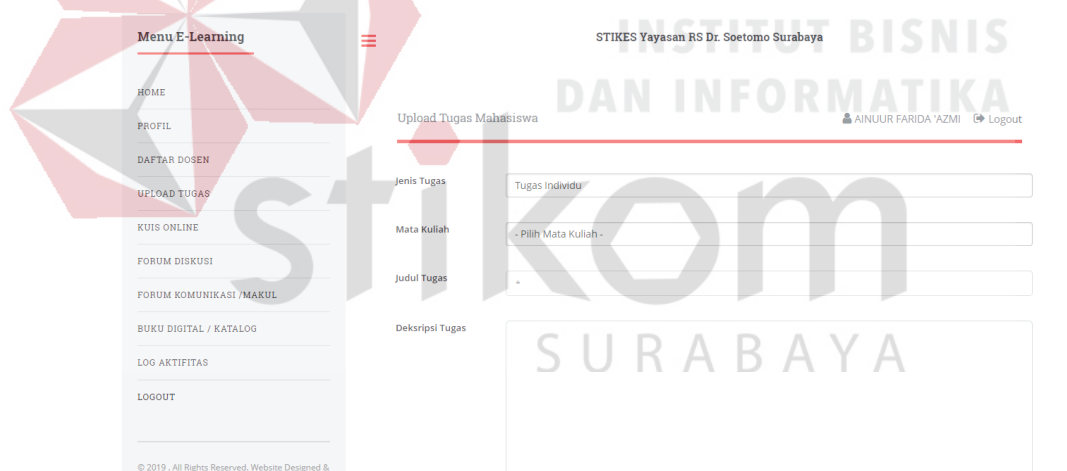 Menu E-Learning
STIKES Yayasan RS Dr. Soetomo Surabaya
INSTITUT BISNIS
DAN INFORMATIKA
stikom
SURABAYA
HOME
PROFIL
DAFTAR DOSEN
UPLOAD TUGAS
KUIS ONLINE
FORUM DISKUSI
FORUM KOMUNIKASI /MAKUL
BUKU DIGITAL / KATALOG
LOG AKTIFITAS
LOGOUT
© 2019 . All Rights Reserved. Website Designed &
Upload Tugas Mahasiswa
AINUUR FARIDA 'AZMI Logout
Jenis Tugas
Tugas Individu
Mata Kuliah
- Pilih Mata Kuliah -
Judul Tugas
*
Deksripsi Tugas